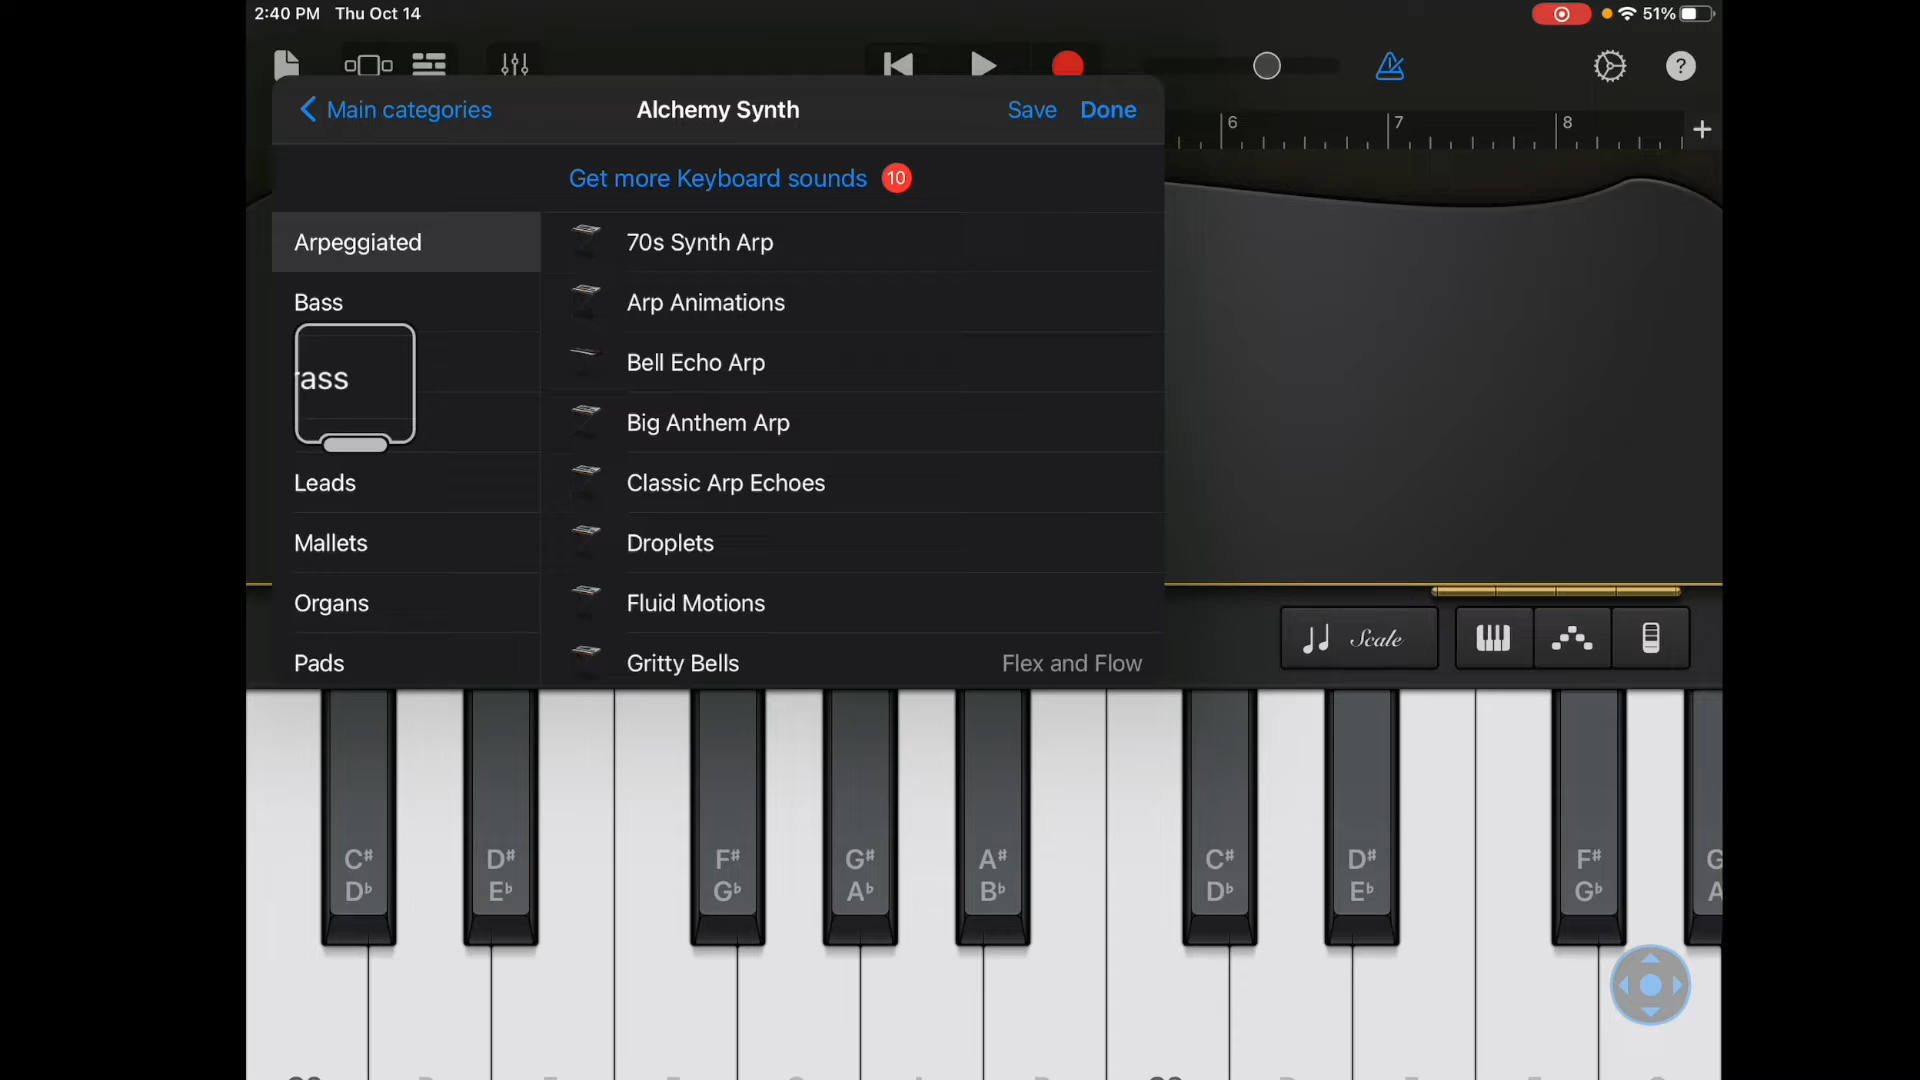 2:40 PM Thu Oct 14
51%
?
Main categories
Alchemy Synth
Save
Done
6
7
8
Get more Keyboard sounds 10
Arpeggiated
Bass
rass
Leads
Mallets
Organs
Pads
70s Synth Arp
Arp Animations
Bell Echo Arp
Big Anthem Arp
Classic Arp Echoes
Droplets
Fluid Motions
Gritty Bells
Flex and Flow
Scale
C# D# F# G# A# C# D# F# G
D♭ E♭ G♭ A♭ B♭ D♭ E♭ G♭ A